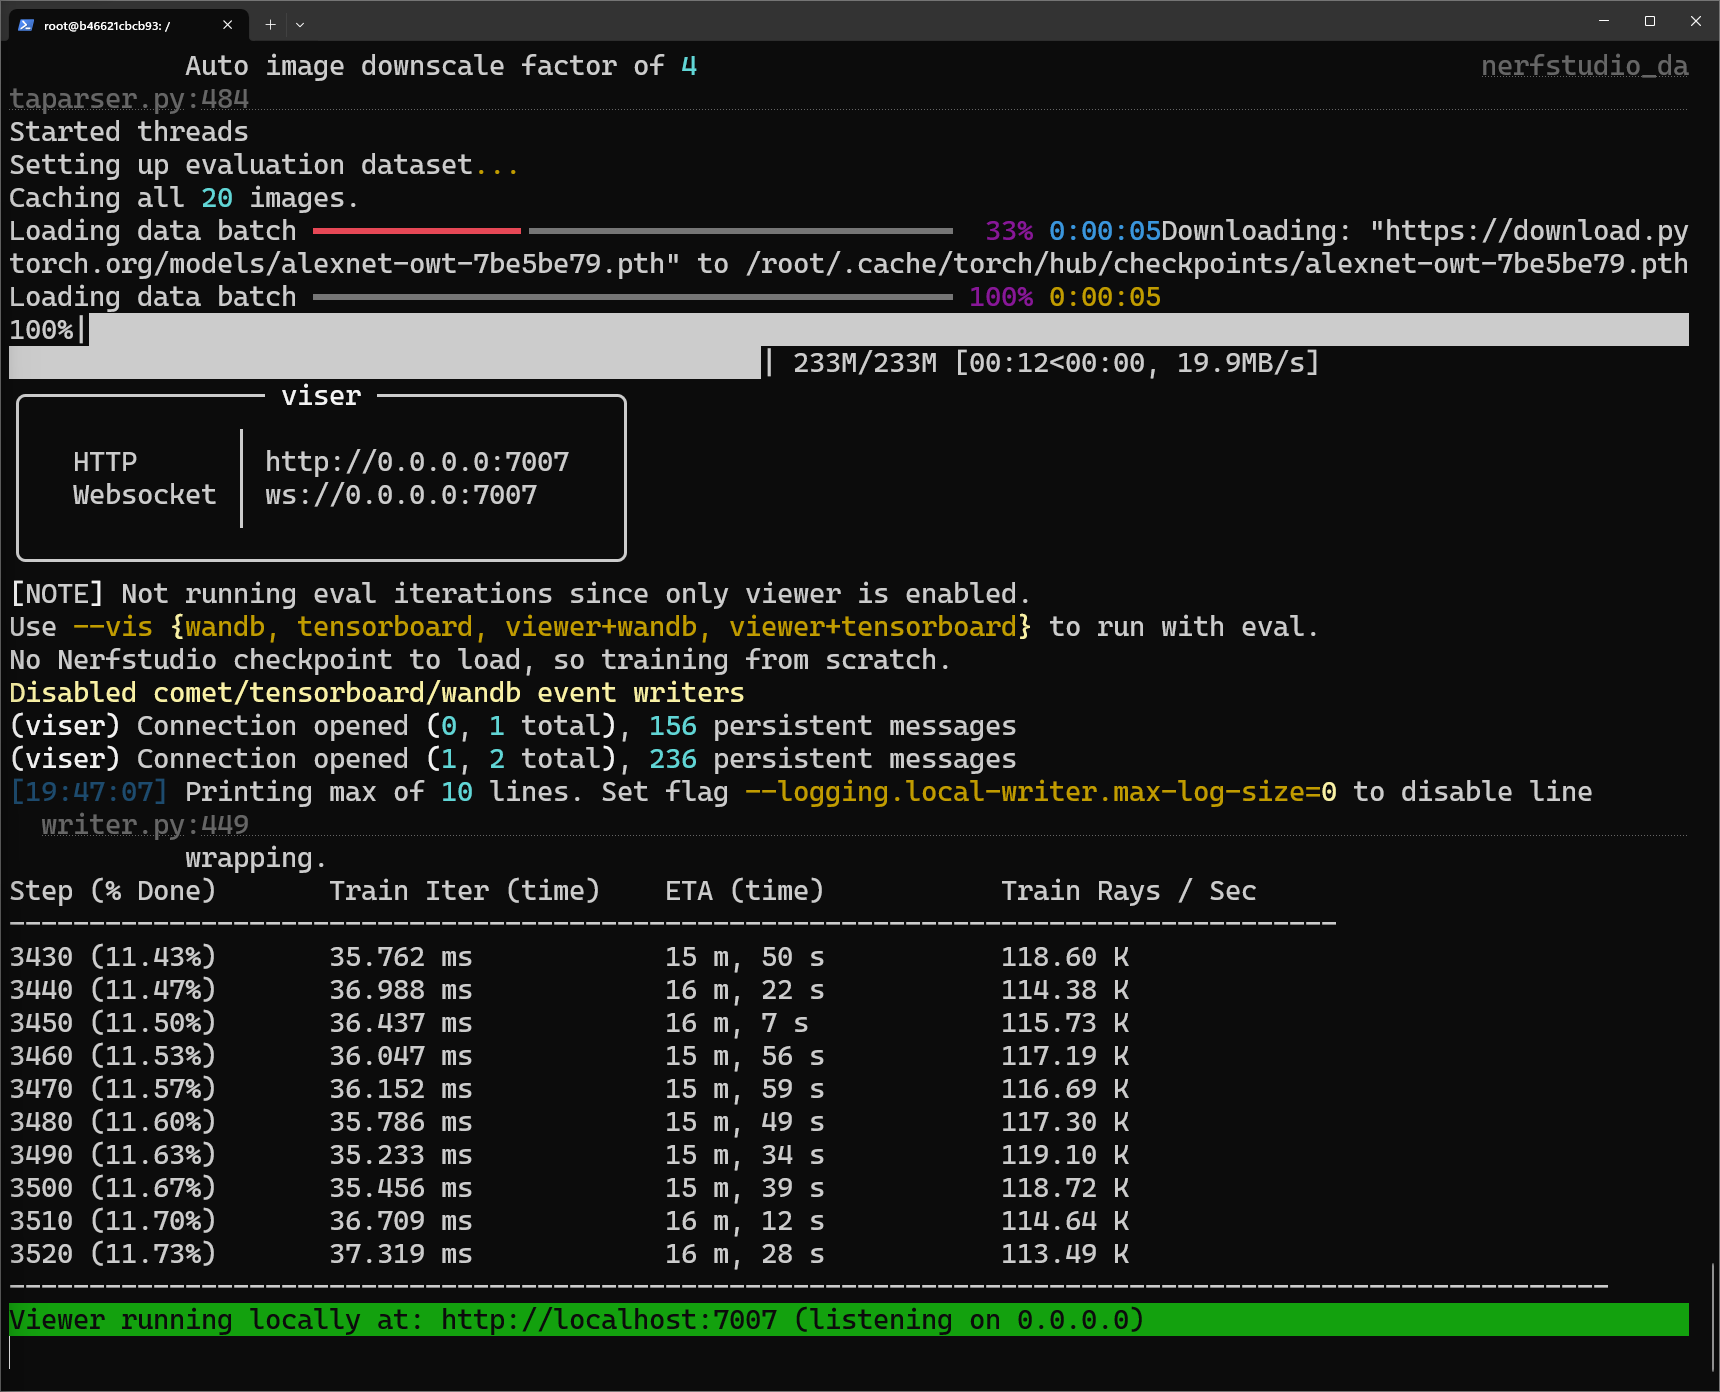 root@b46621cbcb93: /
Auto image downscale factor of 4 nerfstudio_da
taparser.py:484
Started threads
Setting up evaluation dataset...
Caching all 20 images.
Loading data batch 33% 0:00:05Downloading: "https://download.py
torch.org/models/alexnet-owt-7be5be79.pth" to /root/.cache/torch/hub/checkpoints/alexnet-owt-7be5be79.pth
Loading data batch 100% 0:00:05
100%|
| 233M/233M [00:12<00:00, 19.9MB/s]
viser
HTTP http://0.0.0.0:7007
Websocket ws://0.0.0.0:7007
[NOTE] Not running eval iterations since only viewer is enabled.
Use --vis {wandb, tensorboard, viewer+wandb, viewer+tensorboard} to run with eval.
No Nerfstudio checkpoint to load, so training from scratch.
Disabled comet/tensorboard/wandb event writers
(viser) Connection opened (0, 1 total), 156 persistent messages
(viser) Connection opened (1, 2 total), 236 persistent messages
[19:47:07] Printing max of 10 lines. Set flag --logging.local-writer.max-log-size=0 to disable line
writer.py:449
wrapping.
Step (% Done) Train Iter (time) ETA (time) Train Rays / Sec
-----------------------------------------------------------------------------------
3430 (11.43%) 35.762 ms 15 m, 50 s 118.60 K
3440 (11.47%) 36.988 ms 16 m, 22 s 114.38 K
3450 (11.50%) 36.437 ms 16 m, 7 s 115.73 K
3460 (11.53%) 36.047 ms 15 m, 56 s 117.19 K
3470 (11.57%) 36.152 ms 15 m, 59 s 116.69 K
3480 (11.60%) 35.786 ms 15 m, 49 s 117.30 K
3490 (11.63%) 35.233 ms 15 m, 34 s 119.10 K
3500 (11.67%) 35.456 ms 15 m, 39 s 118.72 K
3510 (11.70%) 36.709 ms 16 m, 12 s 114.64 K
3520 (11.73%) 37.319 ms 16 m, 28 s 113.49 K
----------------------------------------------------------------------------------------------------
Viewer running locally at: http://localhost:7007 (listening on 0.0.0.0)